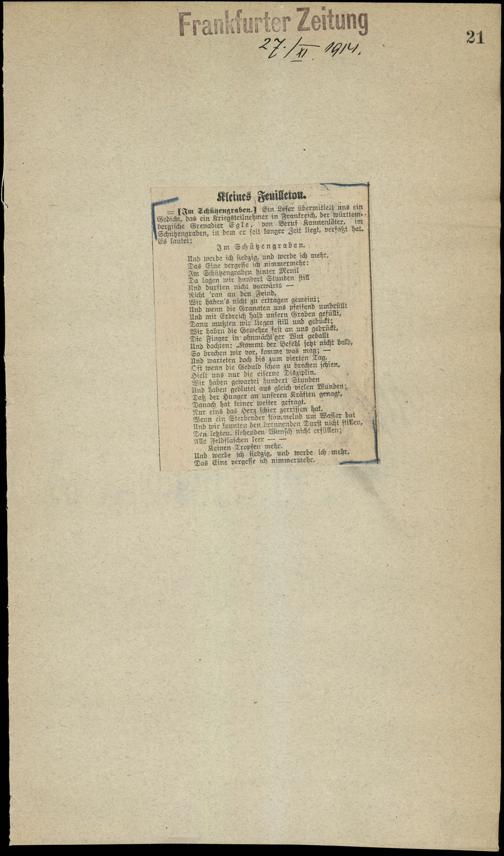 Frankfurter Zeitung
27./XI. 1914.
21
Kleines Feuilleton.
= [Im Schützengraben.] Ein Leser übermittelt uns ein
Gedicht, das ein Kriegsteilnehmer in Frankreich, der württem-
bergische Grenadier Egle, von Beruf Kannenlöter, im
Schützengraben, in dem er seit langer Zeit liegt, verfaßt hat.
Es lautet:
Im Schützengraben.
Und werde ich siebzig, und werde ich mehr,
Das Eine vergesse ich nimmermehr:
Im Schützengraben hinter Menil
Da lagen wir hundert Stunden still
Und durften nicht vorwärts —
Nicht 'ran an den Feind,
Wir haben's nicht zu ertragen gemeint;
Und wenn die Granaten uns pfeifend umbrüllt
Und mit Erdreich halb unsern Graben gefüllt,
Dann mußten wir liegen still und gebückt;
Wir haben die Gewehre fest an uns gedrückt,
Die Finger in ohnmächt'ger Wut geballt
Und dachten: „Kommt der Befehl jetzt nicht bald,
So brechen wir vor, komme was mag; —
Und warteten doch bis zum vierten Tag.
Oft wenn die Geduld schon zu brechen schien,
Hielt uns nur die eiserne Disziplin.
Wir haben gewartet hundert Stunden
Und haben geblutet aus gleich vielen Wunden;
Daß der Hunger an unseren Kräften genagt,
Danach hat keiner weiter gefragt.
Nur eins das Herz schier zerrissen hat,
Wenn ein Sterbender Kamerad um Wasser bat
Und wir konnten den brennenden Durst nicht stillen,
Den letzten, flehenden Wunsch nicht erfüllen;
Alle Feldflaschen leer — —
Keinen Tropfen mehr.
Und werde ich siebzig, und werde ich mehr,
Das Eine vergesse ich nimmermehr.